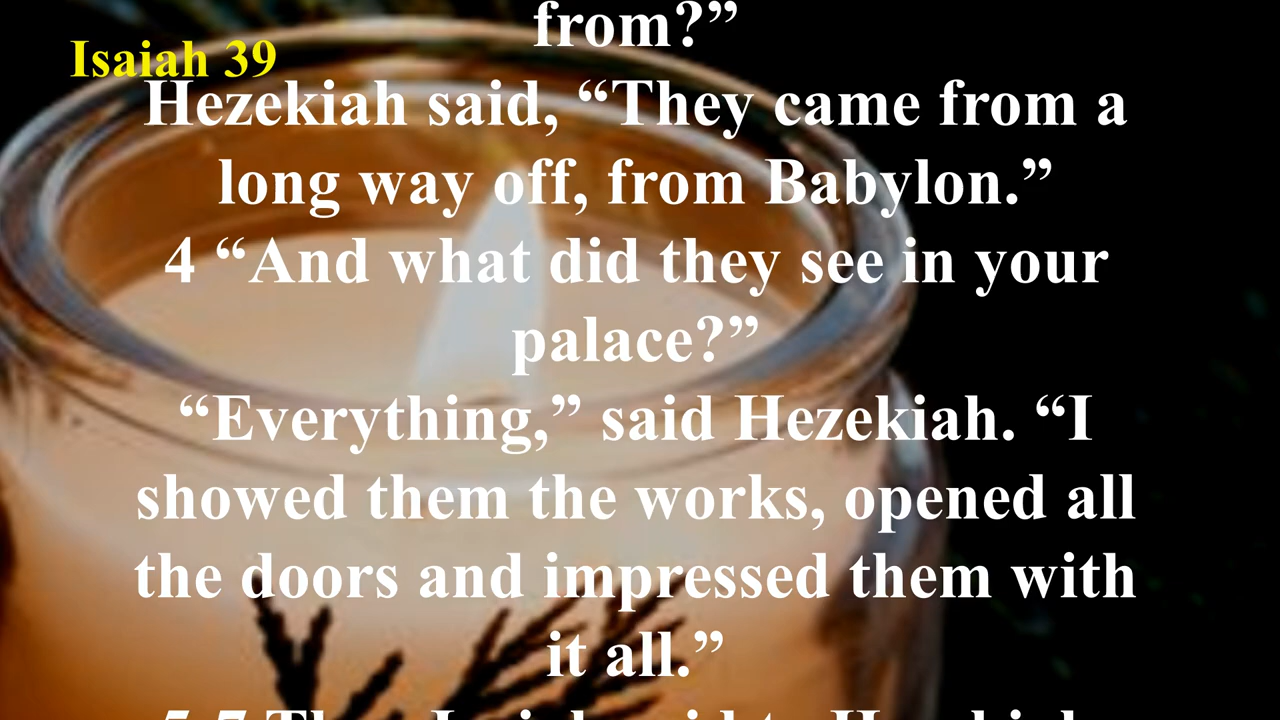 from?”
Isaiah 39
Hezekiah said, “They came from a
long way off, from Babylon.”
4 “And what did they see in your
palace?”
“Everything,” said Hezekiah. “I
showed them the works, opened all
the doors and impressed them with
it all.”